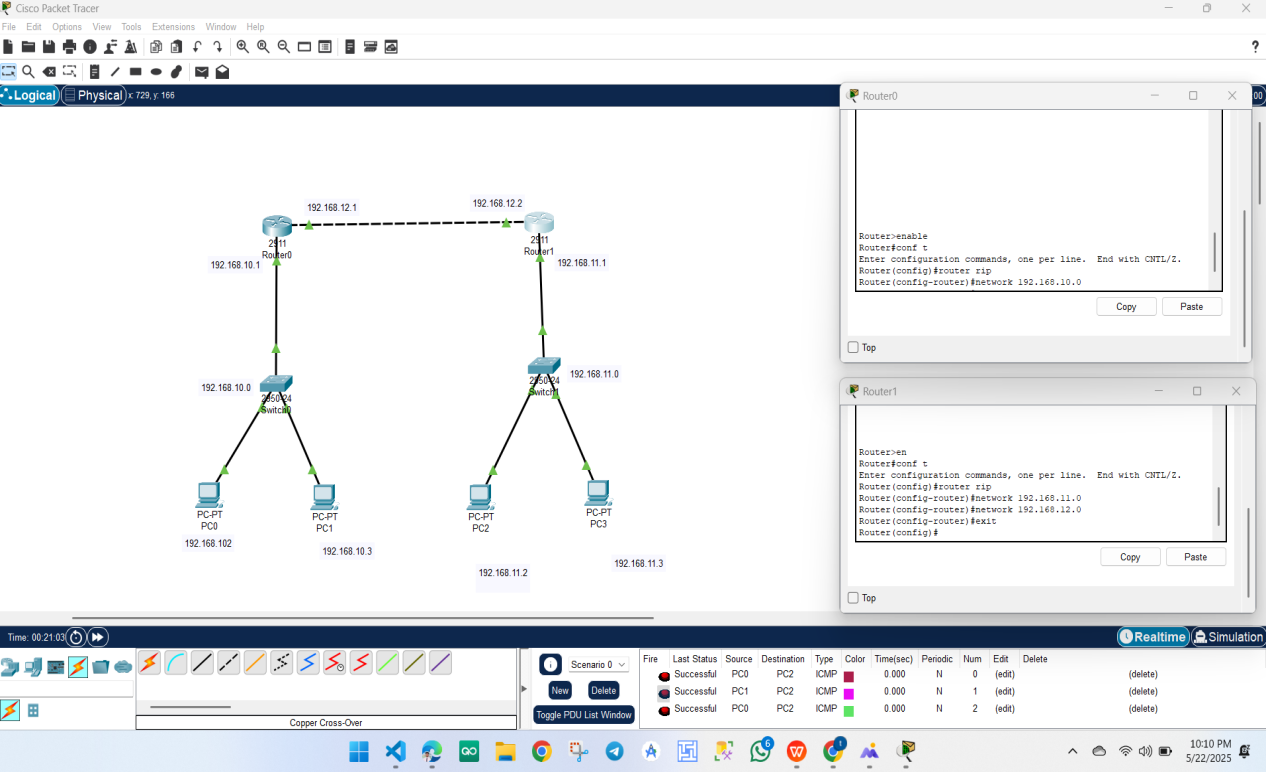 Cisco Packet Tracer
File Edit Options View Tools Extensions Window Help
?
Logical Physical x: 729, y: 166
00
192.168.12.1
192.168.12.2
2911
Router0
2911
Router1
192.168.10.1
192.168.11.1
192.168.10.0
2950-24
Switch0
192.168.11.0
2950-24
Switch1
PC-PT
PC0
PC-PT
PC1
PC-PT
PC2
PC-PT
PC3
192.168.102
192.168.10.3
192.168.11.2
192.168.11.3
Router0
Router>enable
Router#conf t
Enter configuration commands, one per line. End with CNTL/Z.
Router(config)#router rip
Router(config-router)#network 192.168.10.0
Copy Paste
Top
Router1
Router>en
Router#conf t
Enter configuration commands, one per line. End with CNTL/Z.
Router(config)#router rip
Router(config-router)#network 192.168.11.0
Router(config-router)#network 192.168.12.0
Router(config-router)#exit
Router(config)#
Copy Paste
Top
Time: 00:21:03
Realtime Simulation
Copper Cross-Over
Scenario 0
New Delete
Toggle PDU List Window
Fire Last Status Source Destination Type Color Time(sec) Periodic Num Edit Delete
Successful PC0 PC2 ICMP 0.000 N 0 (edit) (delete)
Successful PC1 PC2 ICMP 0.000 N 1 (edit) (delete)
Successful PC0 PC2 ICMP 0.000 N 2 (edit) (delete)
6
10:10 PM
5/22/2025